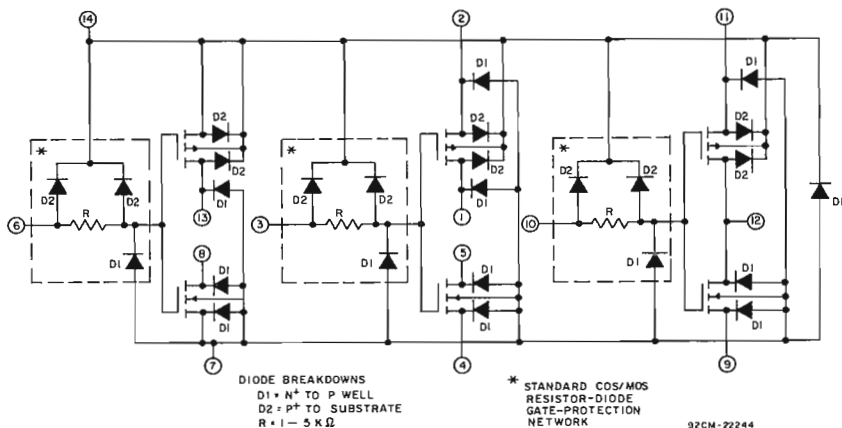 14
2
11
D1
D1
D2
D2
D2
D2
D2
D2
*
*
*
D2
D2
D2
D2
D2
D2
D1
D1
D1
R
R
R
6
13
3
1
10
12
8
5
D1
D1
D1
D1
D1
D1
D1
D1
D1
7
4
9
DIODE BREAKDOWNS
D1 = N+ TO P WELL
D2 = P+ TO SUBSTRATE
R = 1 – 5 KΩ
* STANDARD COS/MOS
RESISTOR-DIODE
GATE-PROTECTION
NETWORK
92CM-22244